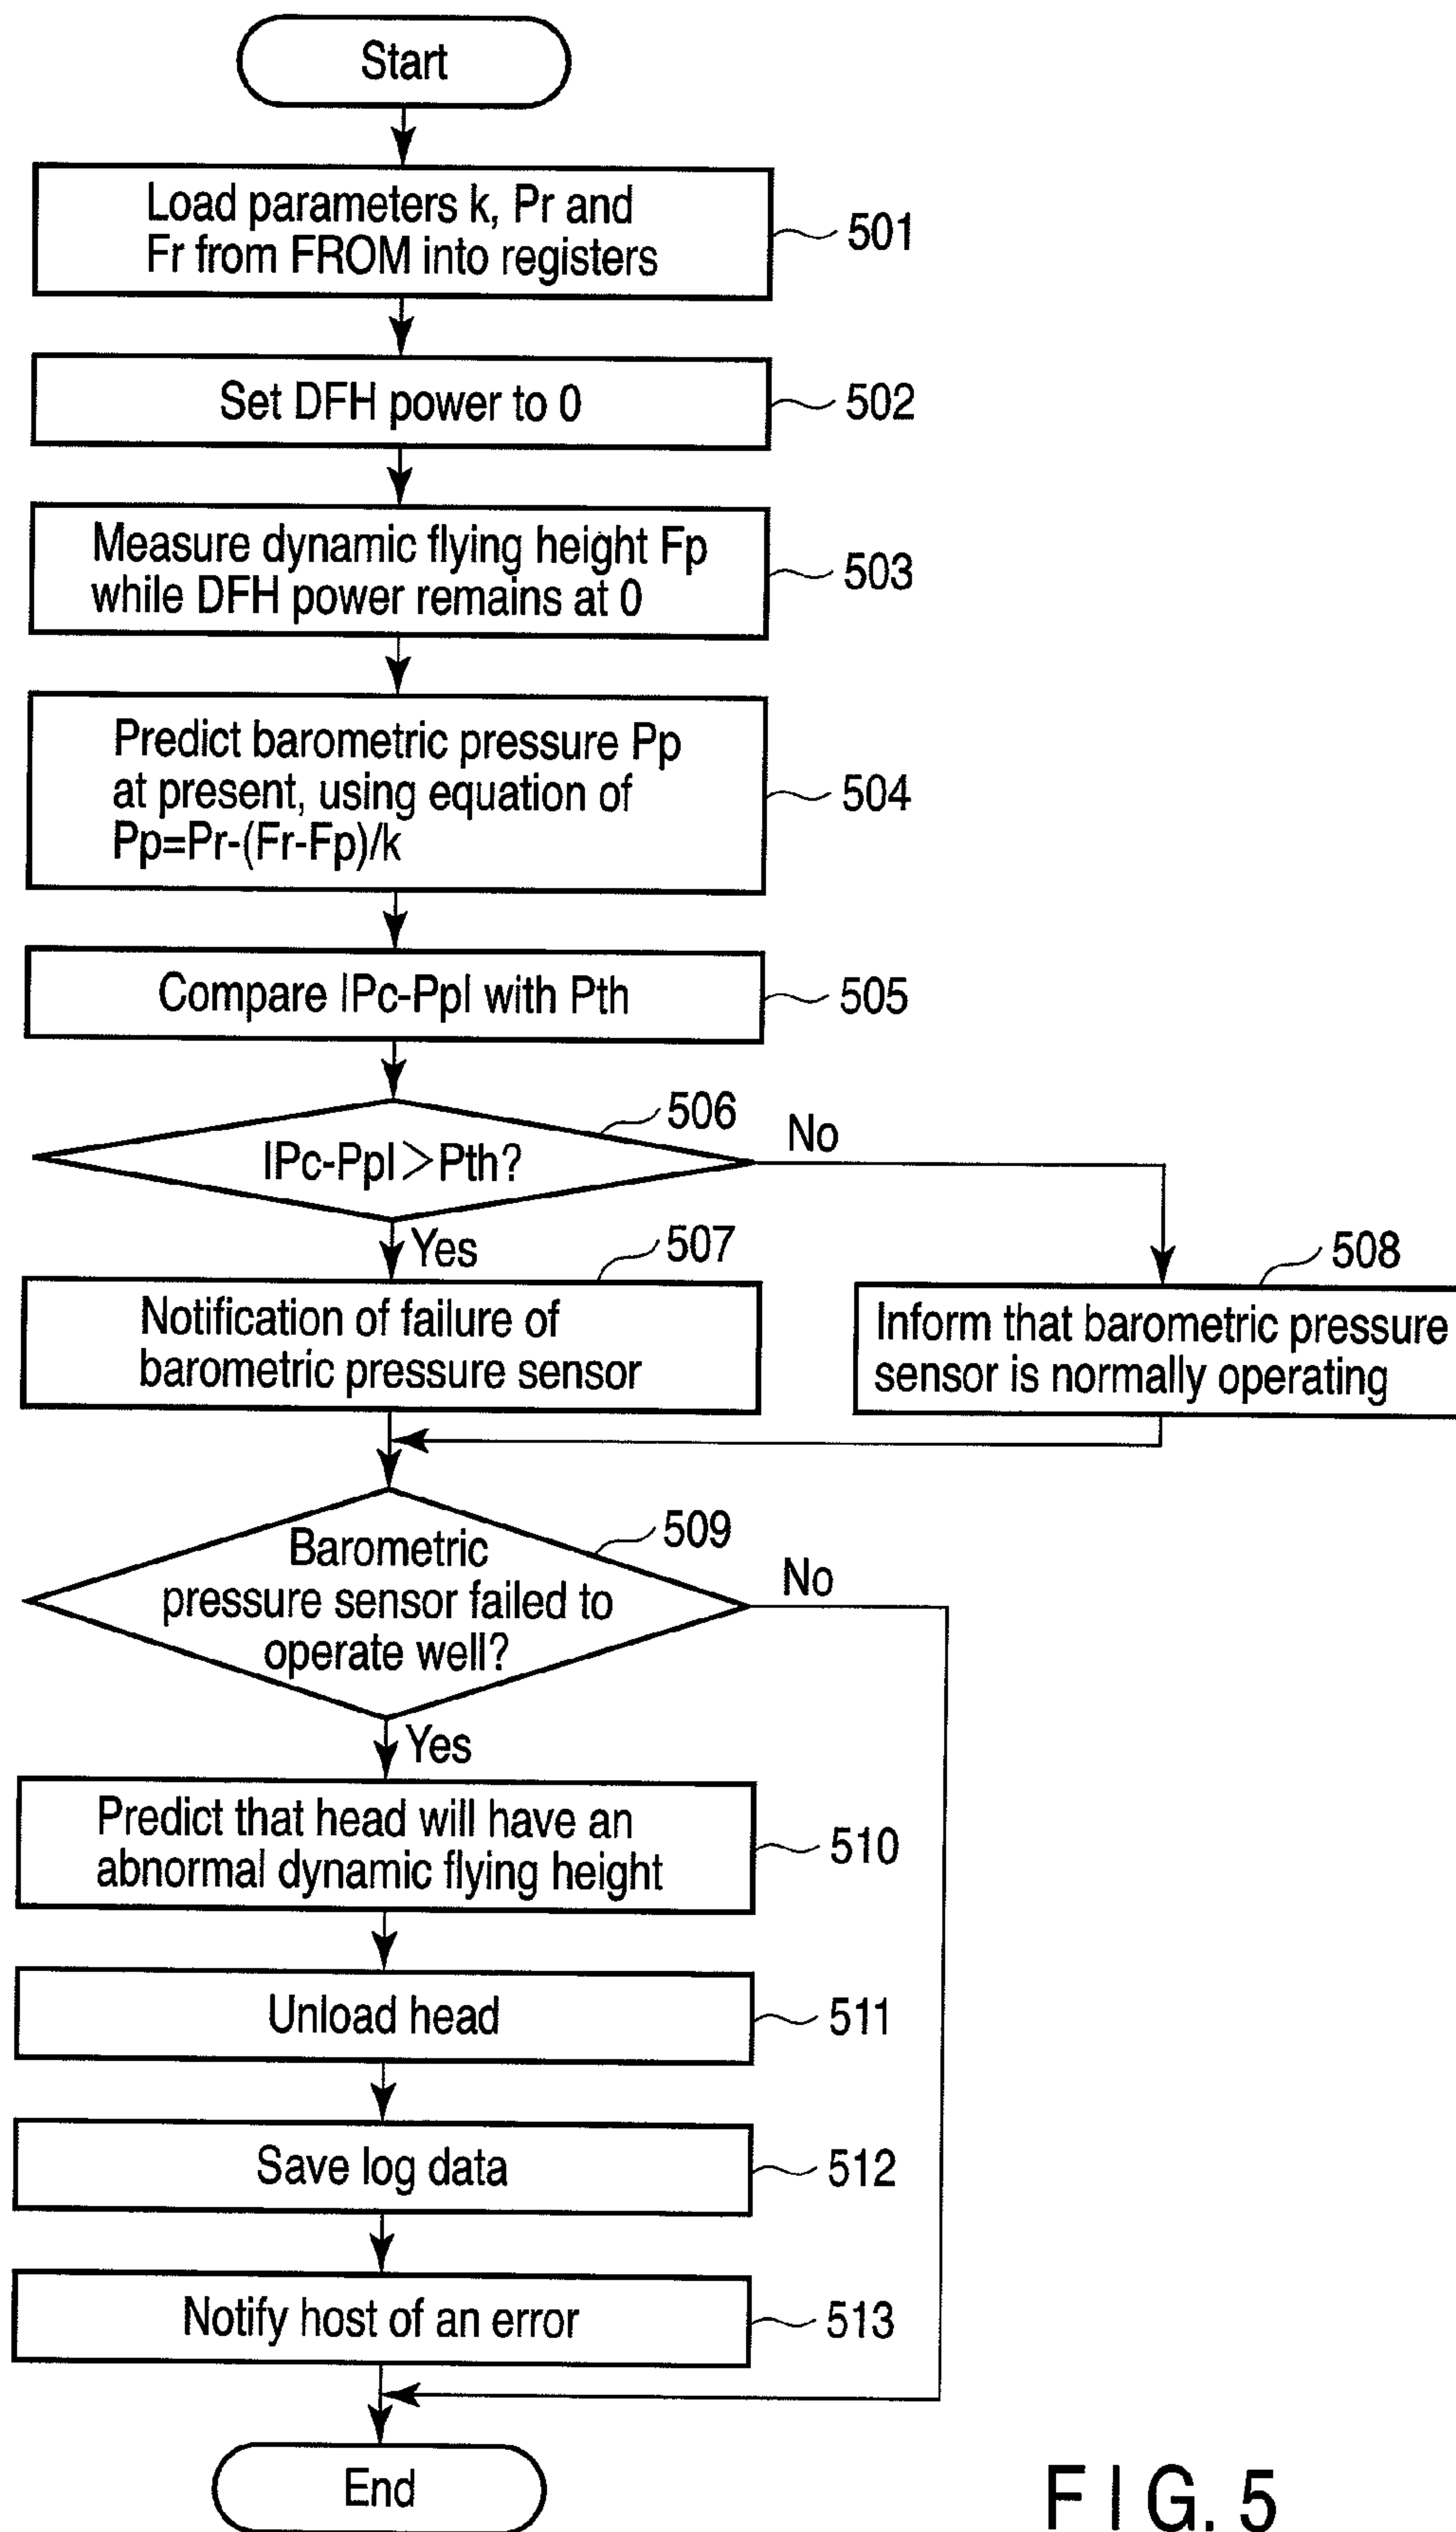 Start
Load parameters k, Pr and
Fr from FROM into registers
501
Set DFH power to 0
502
Measure dynamic flying height Fp
while DFH power remains at 0
503
Predict barometric pressure Pp
at present, using equation of
Pp=Pr-(Fr-Fp)/k
504
Compare |Pc-Pp| with Pth
505
506
|Pc-Pp|>Pth?
No
Yes
507
Notification of failure of
barometric pressure sensor
508
Inform that barometric pressure
sensor is normally operating
509
Barometric
pressure sensor failed to
operate well?
No
Yes
Predict that head will have an
abnormal dynamic flying height
510
Unload head
511
Save log data
512
Notify host of an error
513
End
FIG. 5